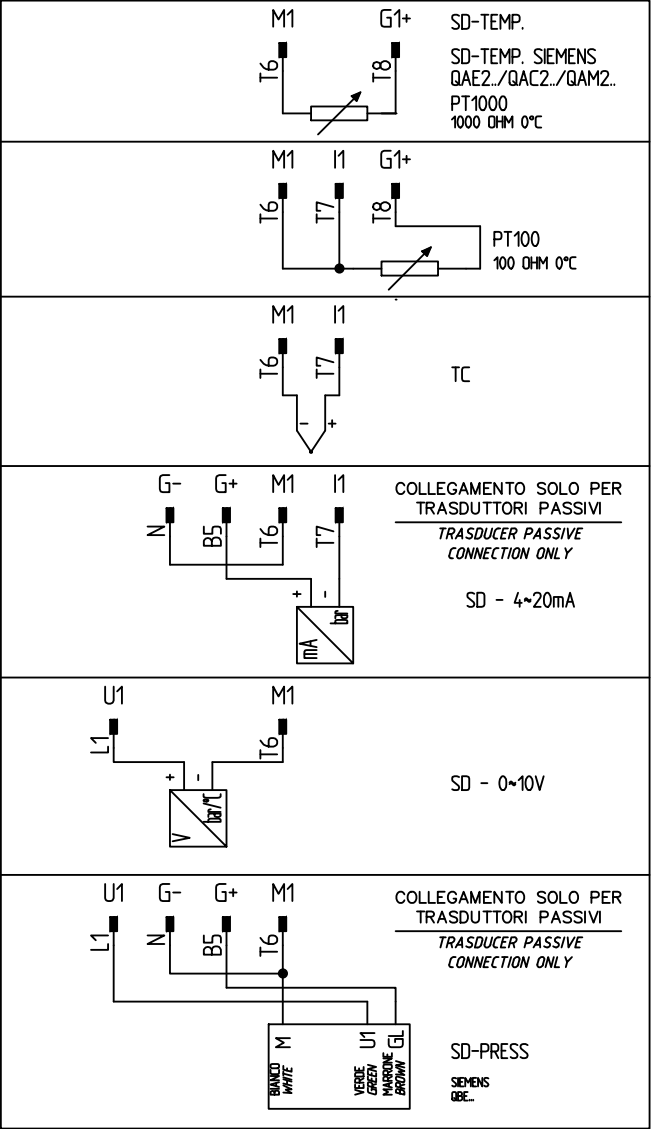 M1 G1+ SD-TEMP.
T6 T8 SD-TEMP. SIEMENS
QAE2../QAC2../QAM2..
PT1000
1000 OHM 0°C
M1 I1 G1+
T6 T7 T8
PT100
100 OHM 0°C
M1 I1
T6 T7
TC
- +
G- G+ M1 I1
N B5 T6 T7
COLLEGAMENTO SOLO PER
TRASDUTTORI PASSIVI
TRASDUCER PASSIVE
CONNECTION ONLY
+ -
mA bar
SD - 4~20mA
U1 M1
L1 T6
+ -
V bar/°C
SD - 0~10V
U1 G- G+ M1
L1 N B5 T6
COLLEGAMENTO SOLO PER
TRASDUTTORI PASSIVI
TRASDUCER PASSIVE
CONNECTION ONLY
M U1 GL
BIANCO
WHITE
VERDE
GREEN
MARRONE
BROWN
SD-PRESS
SIEMENS
QBE...